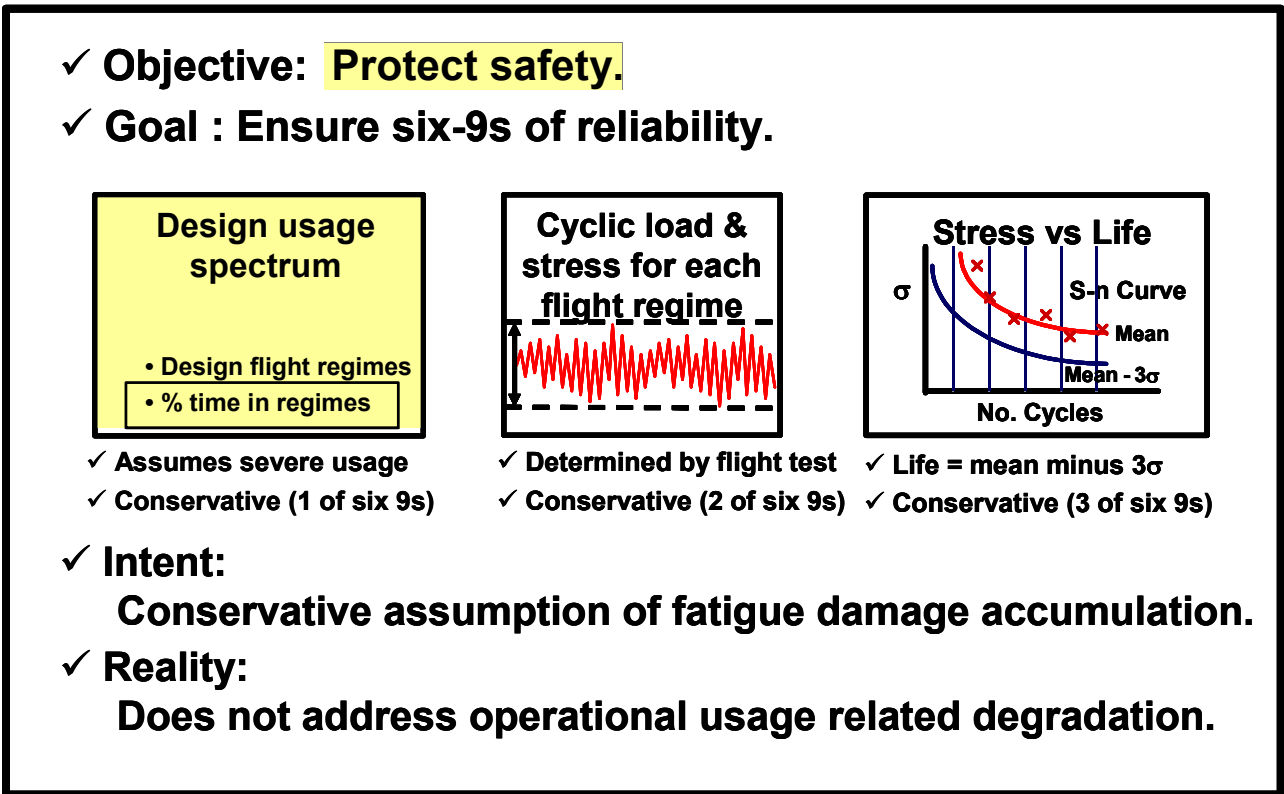 ✓ Objective: Protect safety.
✓ Goal : Ensure six-9s of reliability.
Design usage
spectrum
• Design flight regimes
• % time in regimes
✓ Assumes severe usage
✓ Conservative (1 of six 9s)
Cyclic load &
stress for each
flight regime
✓ Determined by flight test
✓ Conservative (2 of six 9s)
Stress vs Life
σ
S-n Curve
Mean
Mean - 3σ
No. Cycles
✓ Life = mean minus 3σ
✓ Conservative (3 of six 9s)
✓ Intent:
Conservative assumption of fatigue damage accumulation.
✓ Reality:
Does not address operational usage related degradation.